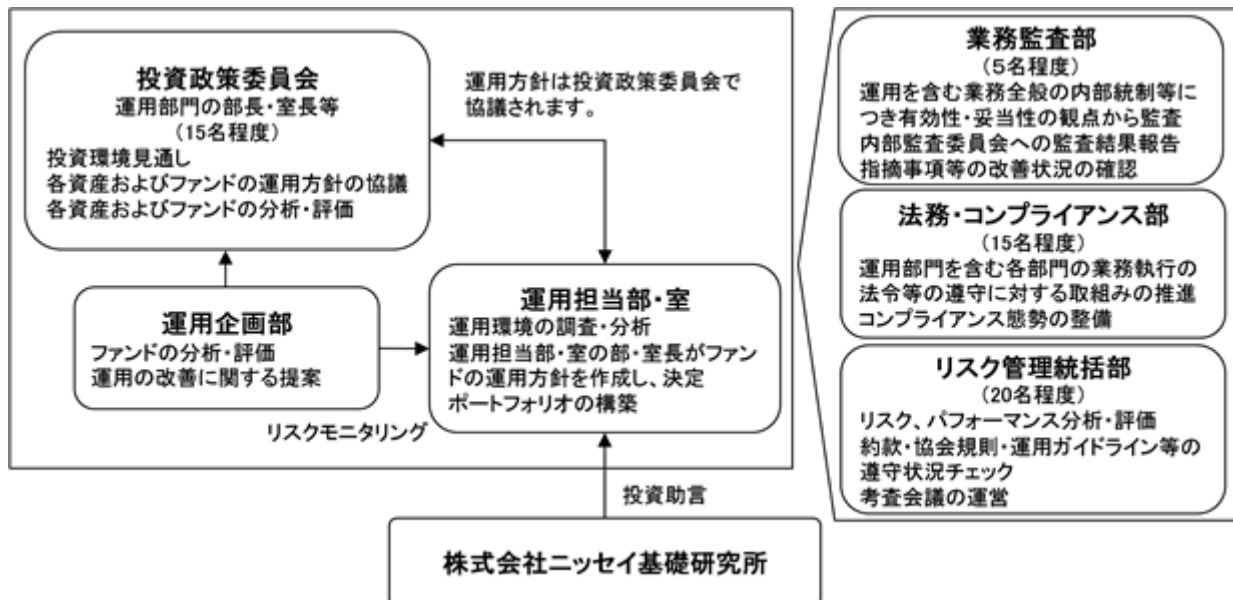 投資政策委員会
運用部門の部長・室長等
(15名程度)
投資環境見通し
各資産およびファンドの運用方針の協議
各資産およびファンドの分析・評価
運用方針は投資政策委員会で
協議されます。
運用企画部
ファンドの分析・評価
運用の改善に関する提案
運用担当部・室
運用環境の調査・分析
運用担当部・室の部・室長がファン
ドの運用方針を作成し、決定
ポートフォリオの構築
リスクモニタリング
投資助言
株式会社ニッセイ基礎研究所
業務監査部
(5名程度)
運用を含む業務全般の内部統制等に
つき有効性・妥当性の観点から監査
内部監査委員会への監査結果報告
指摘事項等の改善状況の確認
法務・コンプライアンス部
(15名程度)
運用部門を含む各部門の業務執行の
法令等の遵守に対する取組みの推進
コンプライアンス態勢の整備
リスク管理統括部
(20名程度)
リスク、パフォーマンス分析・評価
約款・協会規則・運用ガイドライン等の
遵守状況チェック
考査会議の運営